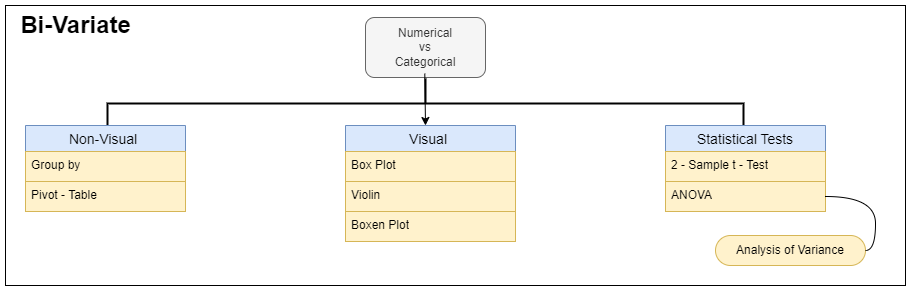 Bi-Variate
Numerical
vs
Categorical
Non-Visual
Group by
Pivot - Table
Visual
Box Plot
Violin
Boxen Plot
Statistical Tests
2 - Sample t - Test
ANOVA
Analysis of Variance